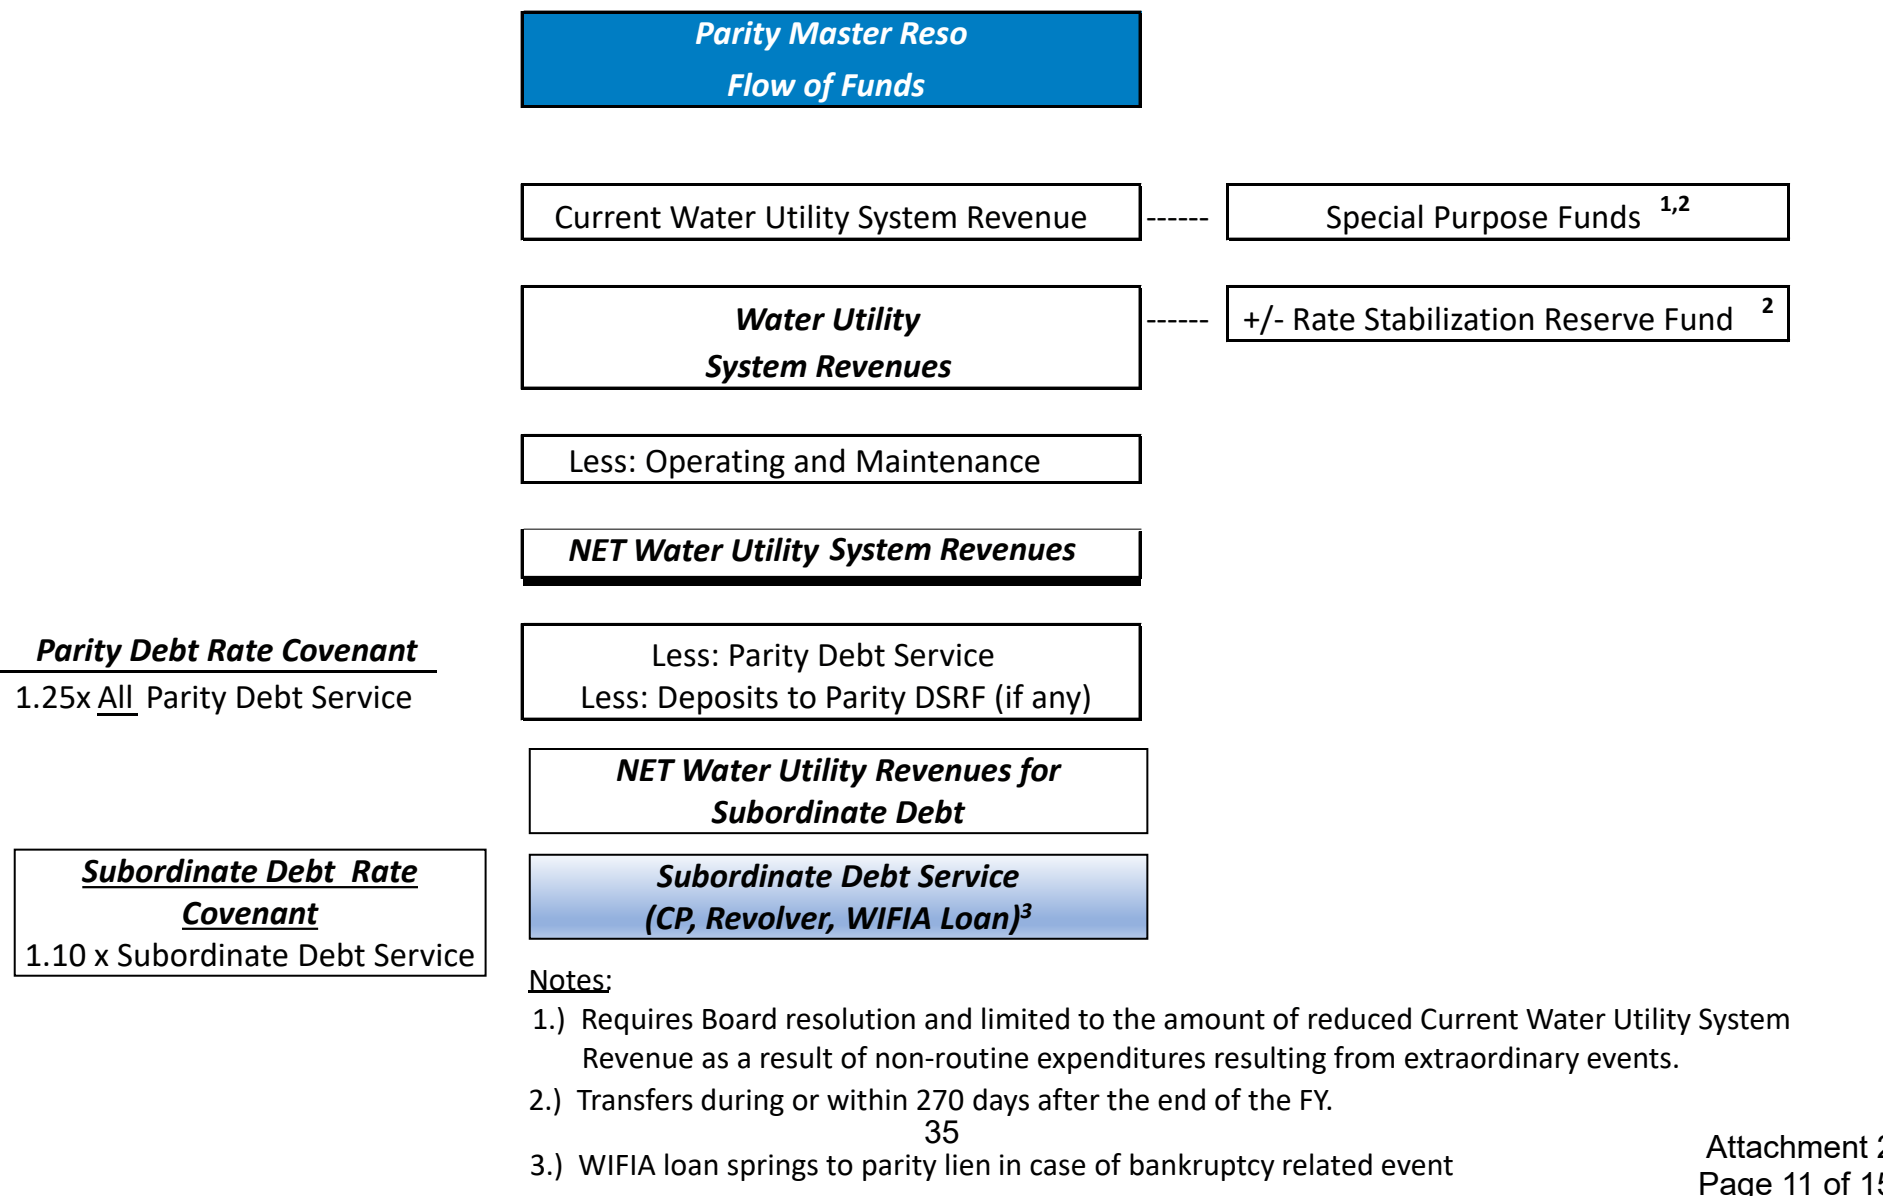 Parity Master Reso
Flow of Funds
Current Water Utility System Revenue ------ Special Purpose Funds 1,2
Water Utility ------ +/- Rate Stabilization Reserve Fund 2
System Revenues
Less: Operating and Maintenance
NET Water Utility System Revenues
Parity Debt Rate Covenant
1.25x All Parity Debt Service
Less: Parity Debt Service
Less: Deposits to Parity DSRF (if any)
NET Water Utility Revenues for
Subordinate Debt
Subordinate Debt Rate
Covenant
1.10 x Subordinate Debt Service
Subordinate Debt Service
(CP, Revolver, WIFIA Loan)3
Notes:
1.) Requires Board resolution and limited to the amount of reduced Current Water Utility System
Revenue as a result of non-routine expenditures resulting from extraordinary events.
2.) Transfers during or within 270 days after the end of the FY.
35
3.) WIFIA loan springs to parity lien in case of bankruptcy related event
Attachment 2
Page 11 of 15